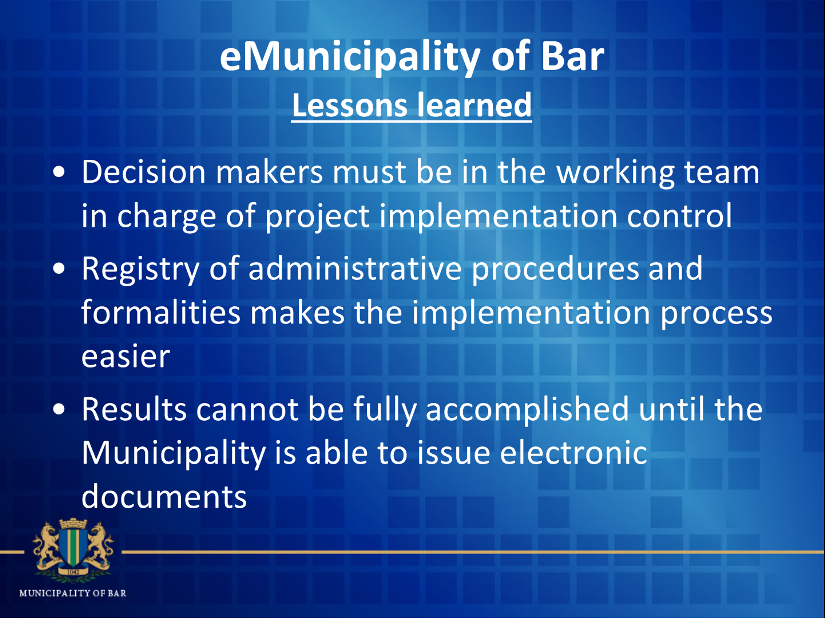 eMunicipality of Bar
Lessons learned
• Decision makers must be in the working team
in charge of project implementation control
• Registry of administrative procedures and
formalities makes the implementation process
easier
• Results cannot be fully accomplished until the
Municipality is able to issue electronic
documents
1042
MUNICIPALITY OF BAR